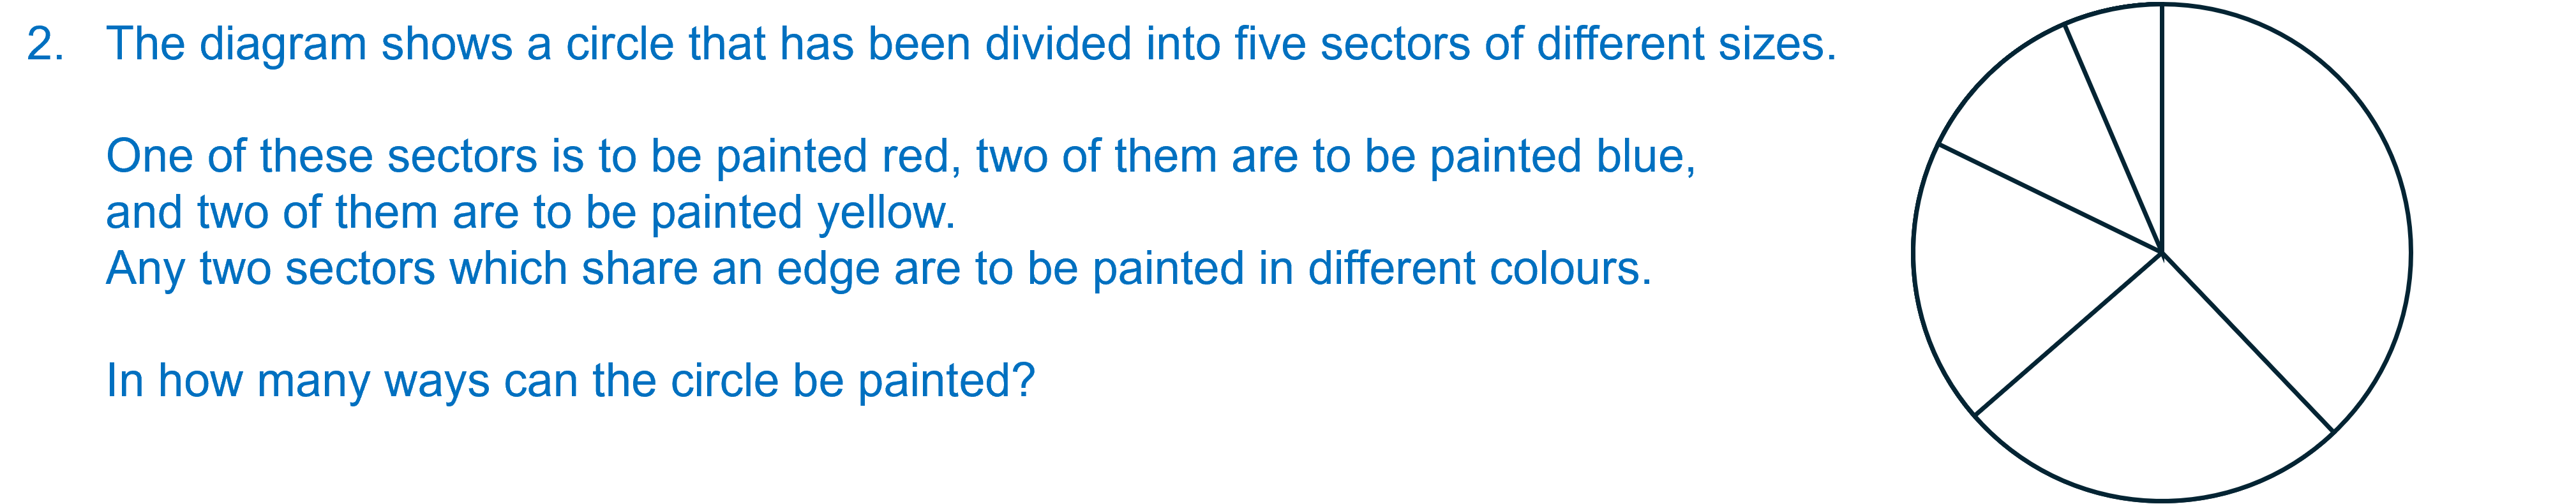 2. The diagram shows a circle that has been divided into five sectors of different sizes.
One of these sectors is to be painted red, two of them are to be painted blue,
and two of them are to be painted yellow.
Any two sectors which share an edge are to be painted in different colours.
In how many ways can the circle be painted?